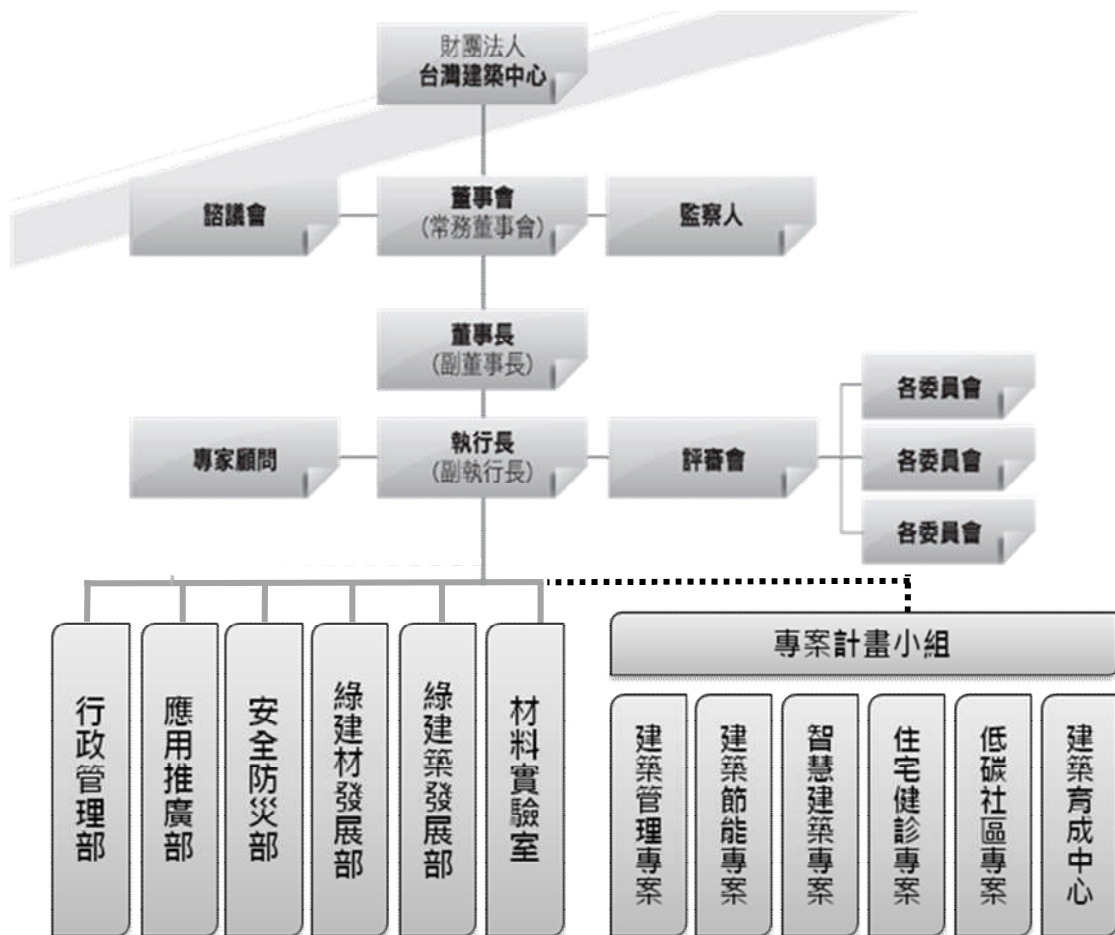 財團法人
台灣建築中心
諮議會
董事會
(常務董事會)
監察人
董事長
(副董事長)
專家顧問
執行長
(副執行長)
評審會
各委員會
各委員會
各委員會
行政管理部
應用推廣部
安全防災部
綠建材發展部
綠建築發展部
材料實驗室
專案計畫小組
建築管理專案
建築節能專案
智慧建築專案
住宅健診專案
低碳社區專案
建築育成中心